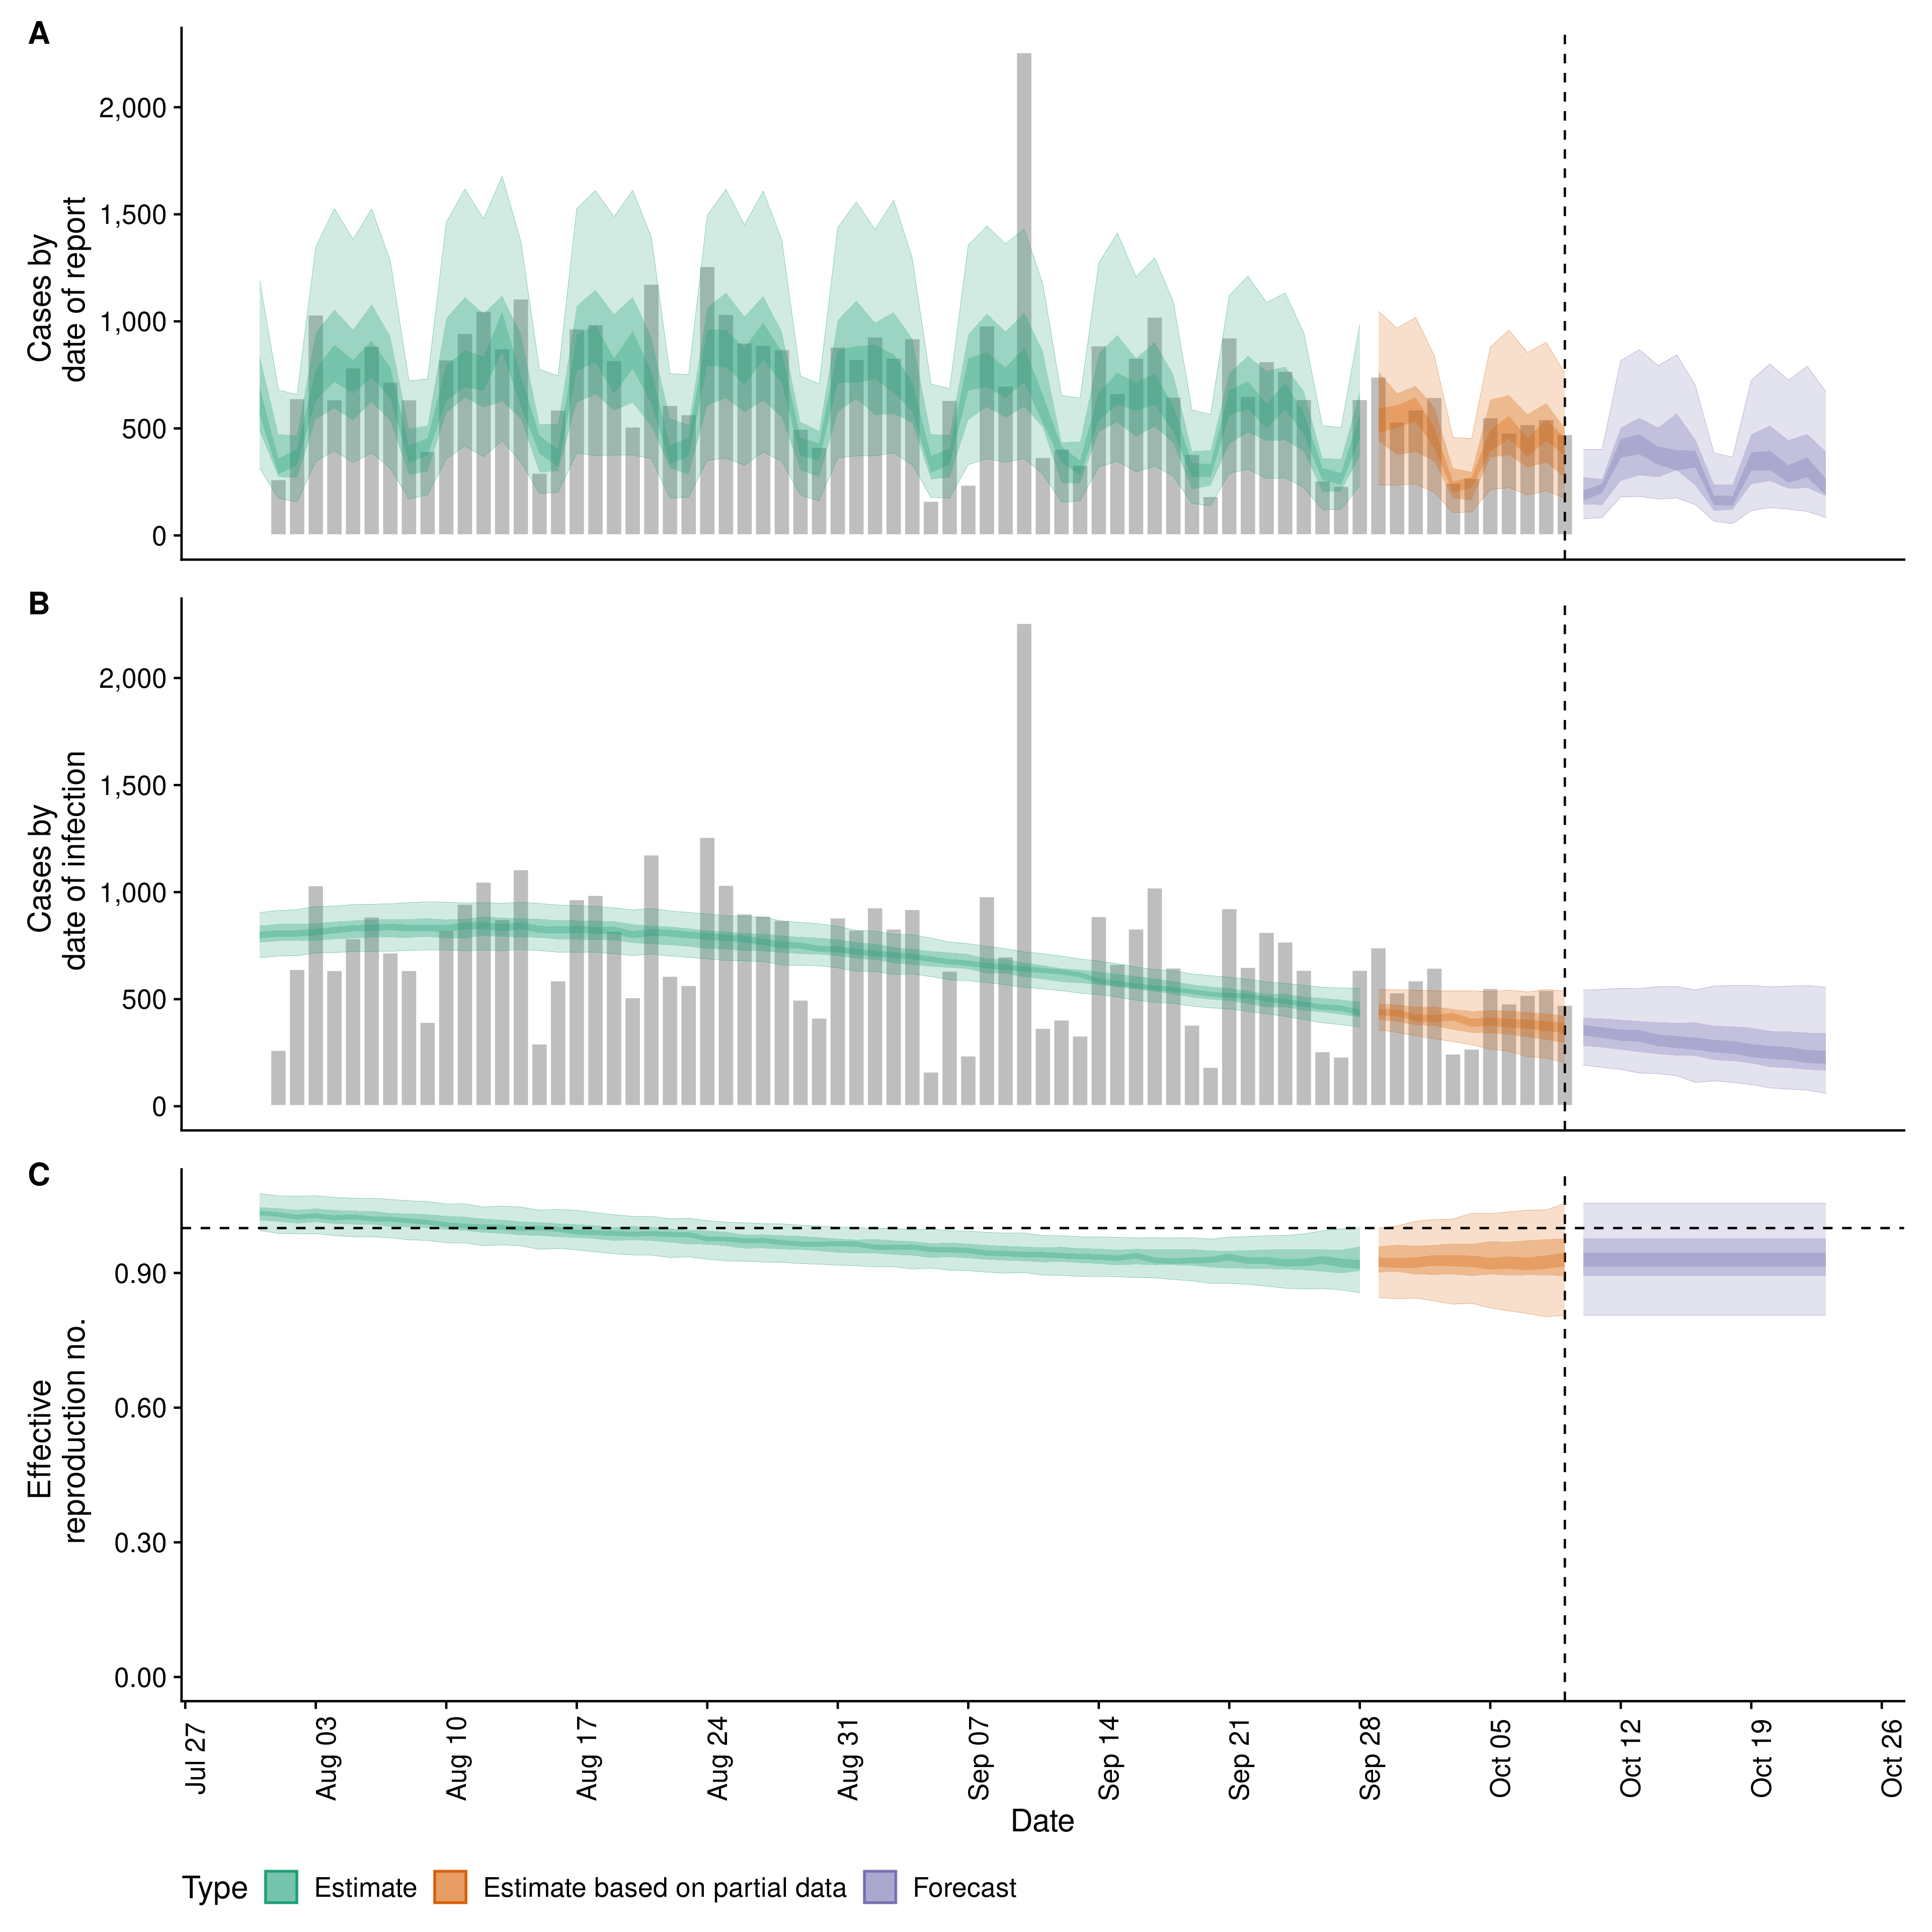 A
Cases by
date of report
2,000
1,500
1,000
500
0
B
Cases by
date of infection
2,000
1,500
1,000
500
0
C
Effective
reproduction no.
0.90
0.60
0.30
0.00
Jul 27
Aug 03
Aug 10
Aug 17
Aug 24
Aug 31
Sep 07
Sep 14
Sep 21
Sep 28
Oct 05
Oct 12
Oct 19
Oct 26
Date
Type Estimate Estimate based on partial data Forecast